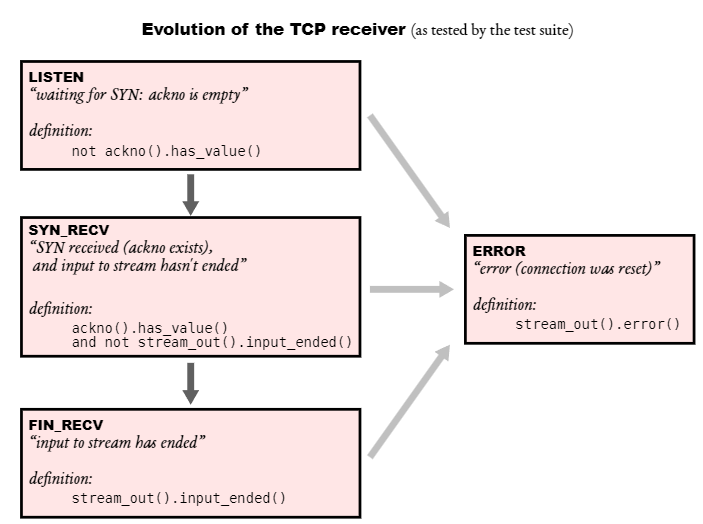 Evolution of the TCP receiver (as tested by the test suite)
LISTEN
“waiting for SYN: ackno is empty”
definition:
not ackno().has_value()
SYN_RECV
“SYN received (ackno exists),
and input to stream hasn't ended”
definition:
ackno().has_value()
and not stream_out().input_ended()
FIN_RECV
“input to stream has ended”
definition:
stream_out().input_ended()
ERROR
“error (connection was reset)”
definition:
stream_out().error()